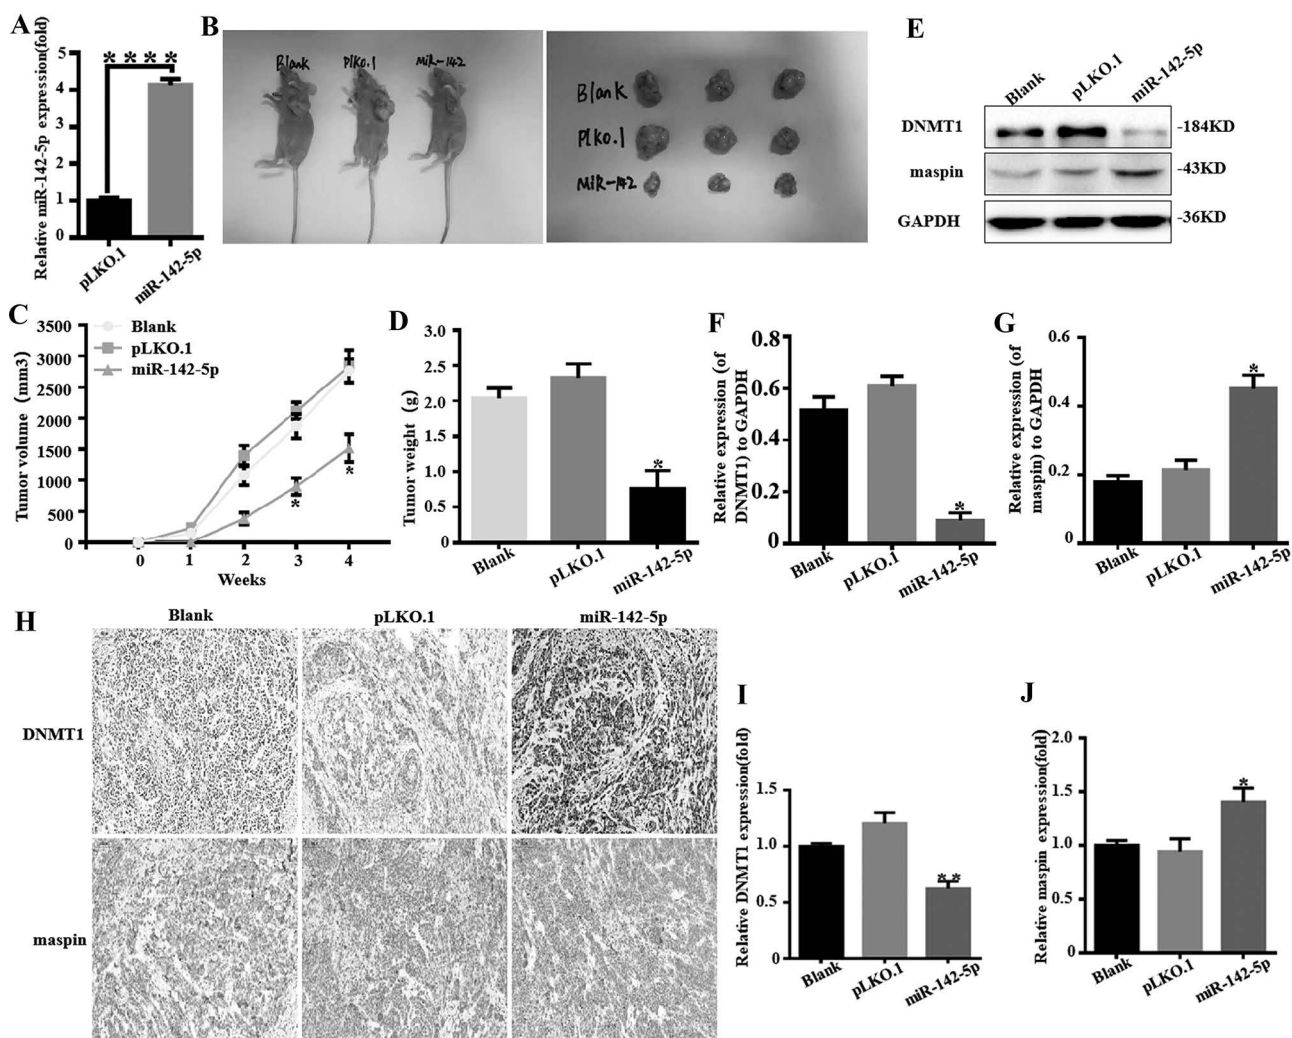 A
Relative miR-142-5p expression(fold)
5
4
3
2
1
0
****
pLKO.1
miR-142-5p
B
Blank
PlKo.1
MiR-142
Blank
Plko.1
MiR-142
E
Blank
pLKO.1
miR-142-5p
DNMT1
-184KD
maspin
-43KD
GAPDH
-36KD
C
Tumor volume (mm3)
3500
3000
2500
2000
1500
1000
500
0
Blank
pLKO.1
miR-142-5p
*
*
0
1
2
3
4
Weeks
D
Tumor weight (g)
3.0
2.5
2.0
1.5
1.0
0.5
0
*
Blank
pLKO.1
miR-142-5p
F
Relative expression (of
DNMT1) to GAPDH
0.8
0.6
0.4
0.2
0
*
Blank
pLKO.1
miR-142-5p
G
Relative expression (of
maspin) to GAPDH
0.6
0.4
0.2
0
*
Blank
pLKO.1
miR-142-5p
H
Blank
pLKO.1
miR-142-5p
DNMT1
maspin
I
Relative DNMT1 expression(fold)
1.5
1.0
0.5
0
**
Blank
pLKO.1
miR-142-5p
J
Relative maspin expression(fold)
2.0
1.5
1.0
0.5
0
*
Blank
pLKO.1
miR-142-5p